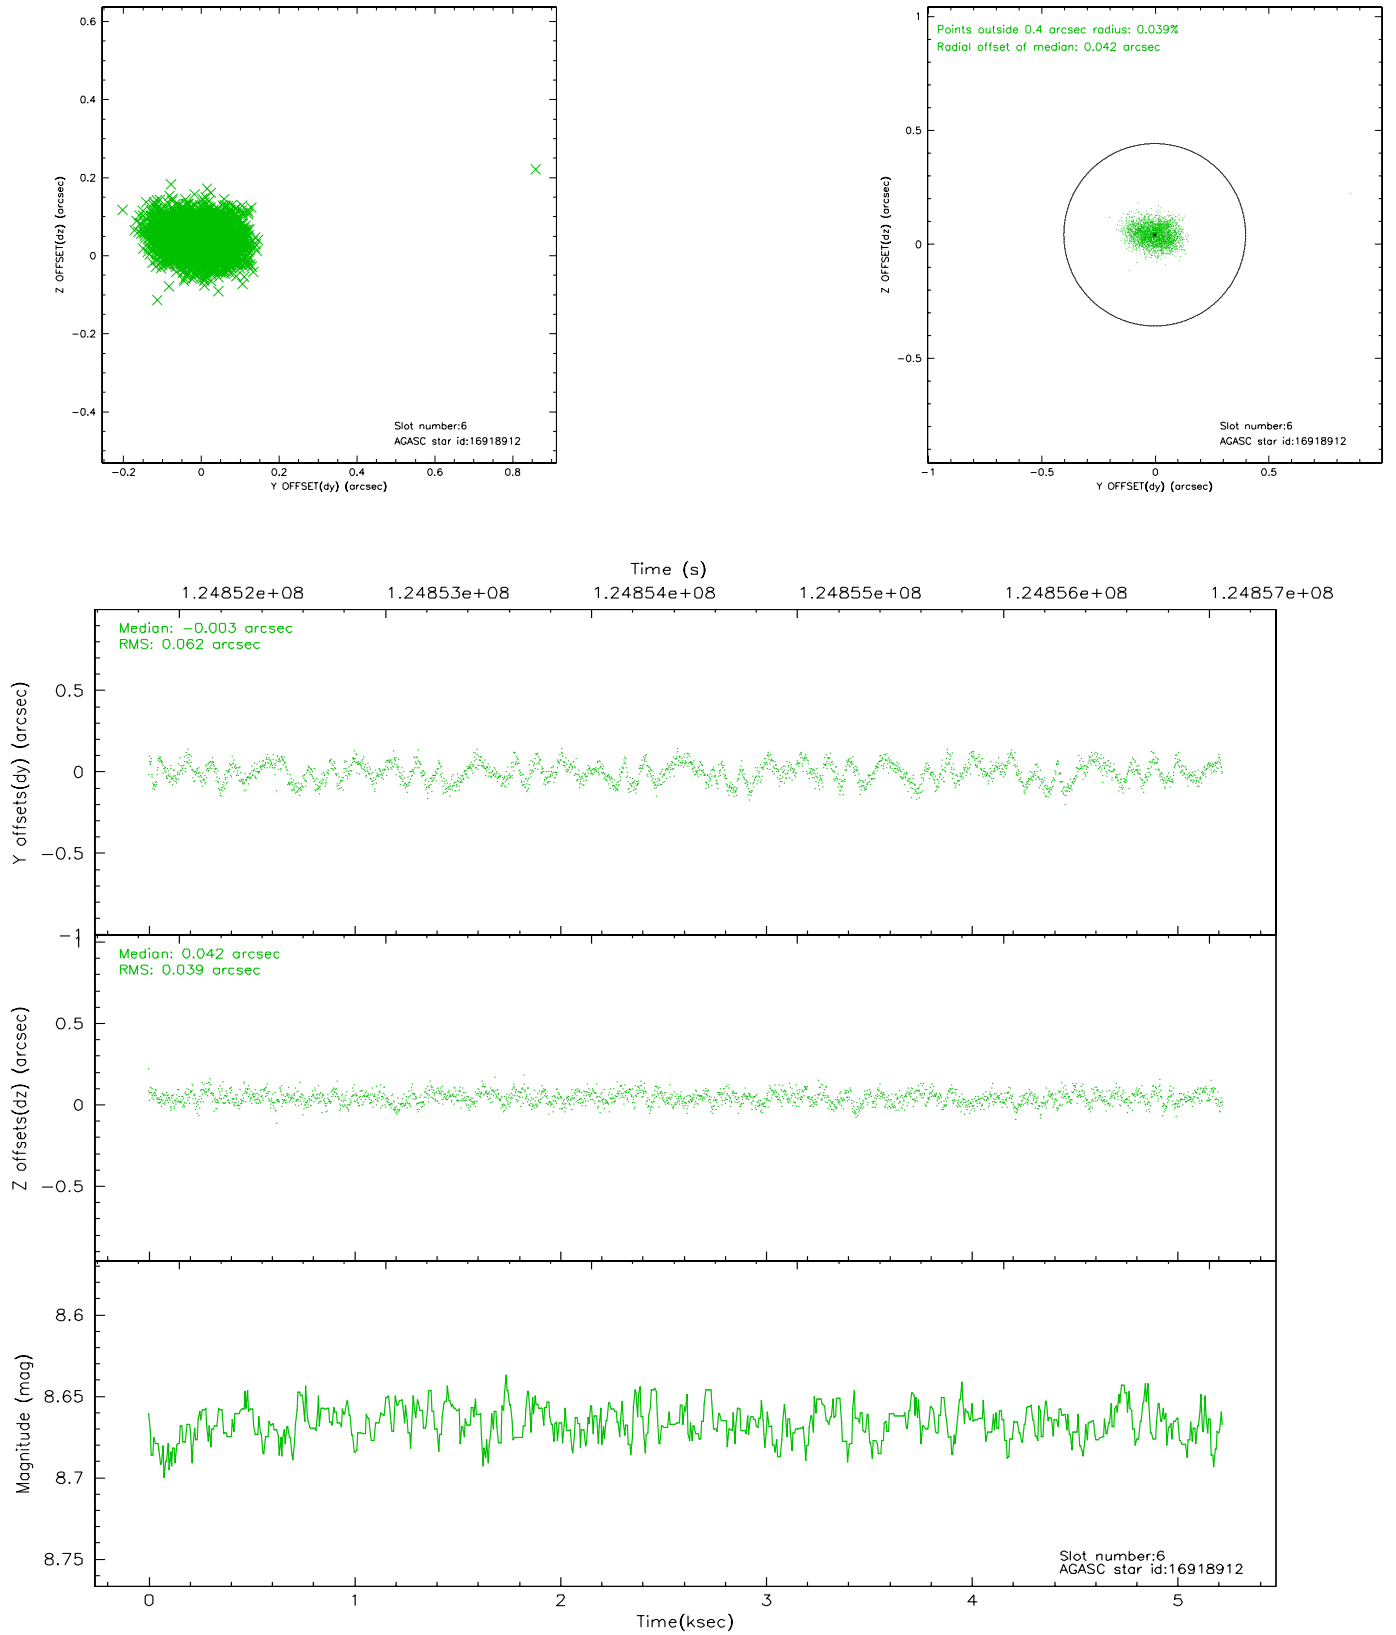 0.6
0.4
0.2
0
−0.2
−0.4
Z OFFSET(dz) (arcsec)
Slot number:6
AGASC star id:16918912
−0.2 0 0.2 0.4 0.6 0.8
Y OFFSET(dy) (arcsec)
Points outside 0.4 arcsec radius: 0.039%
Radial offset of median: 0.042 arcsec
1
0.5
0
−0.5
Z OFFSET(dz) (arcsec)
Slot number:6
AGASC star id:16918912
−1 −0.5 0 0.5
Y OFFSET(dy) (arcsec)
Time (s)
1.24852e+08 1.24853e+08 1.24854e+08 1.24855e+08 1.24856e+08 1.24857e+08
Median: −0.003 arcsec
RMS: 0.062 arcsec
0.5
0
−0.5
−1
Y offsets(dy) (arcsec)
Median: 0.042 arcsec
RMS: 0.039 arcsec
1
0.5
0
−0.5
Z offsets(dz) (arcsec)
8.6
8.65
8.7
8.75
Magnitude (mag)
Slot number:6
AGASC star id:16918912
0 1 2 3 4 5
Time(ksec)